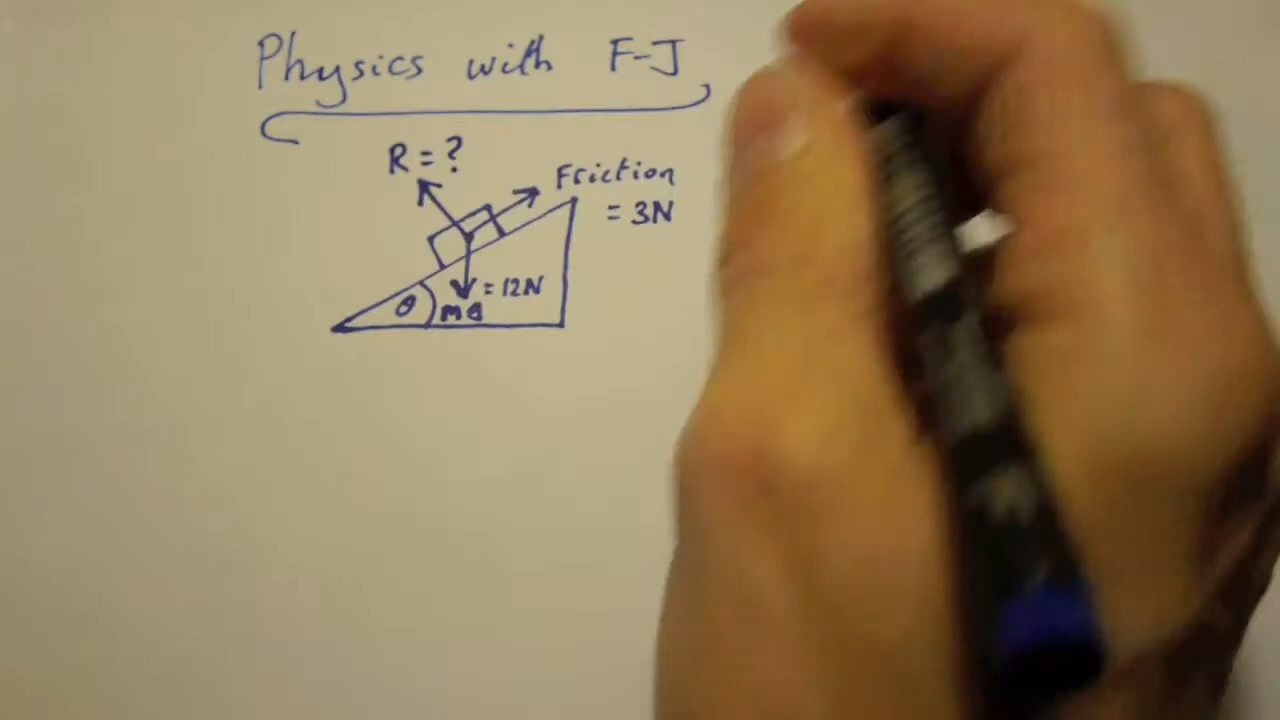 Physics with F-J
R = ?
Friction
= 3N
= 12N
θ
mg